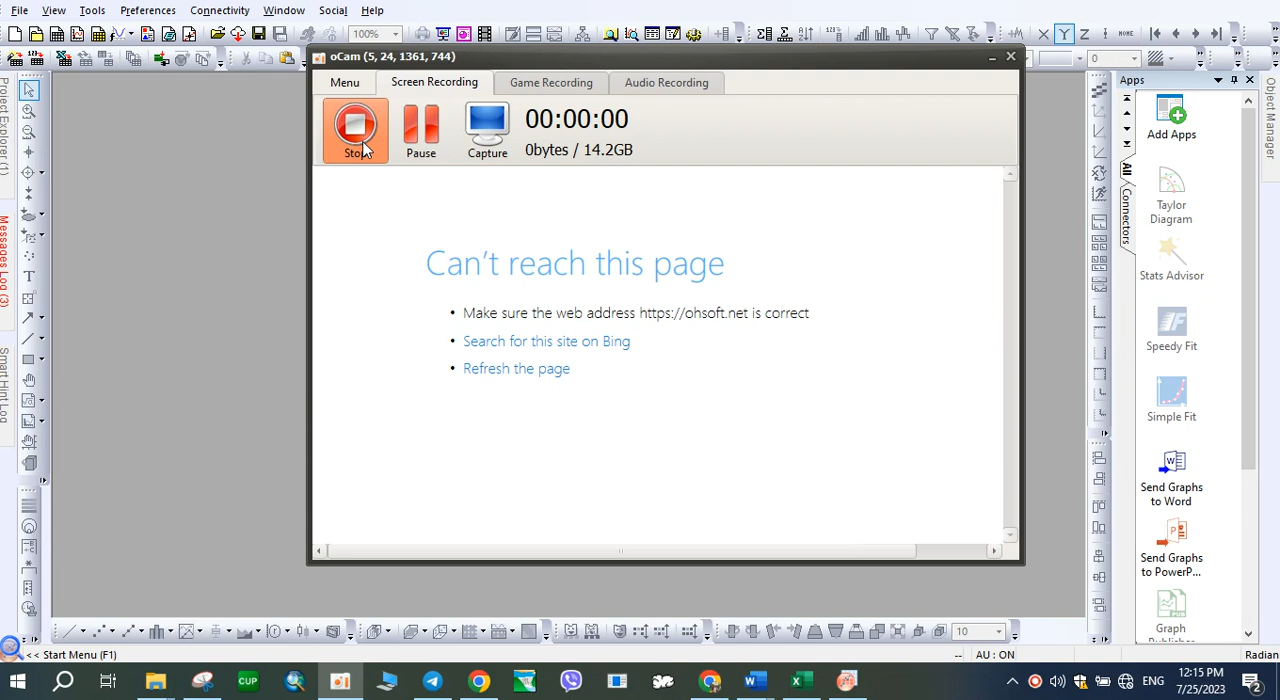 File View Tools Preferences Connectivity Window Social Help
100%
NONE
0
oCam (5, 24, 1361, 744)
Menu Screen Recording Game Recording Audio Recording
Stop Pause Capture
00:00:00
0bytes / 14.2GB
Can't reach this page
• Make sure the web address https://ohsoft.net is correct
• Search for this site on Bing
• Refresh the page
Project Explorer (1)
Messages Log (3)
Smart Hint Log
Apps
All
Connectors
Object Manager
Add Apps
Taylor
Diagram
Stats Advisor
Speedy Fit
Simple Fit
Send Graphs
to Word
Send Graphs
to PowerP...
Graph
10
<< Start Menu (F1)
-- AU : ON Radian
CUP
ENG
12:15 PM
7/25/2023
2